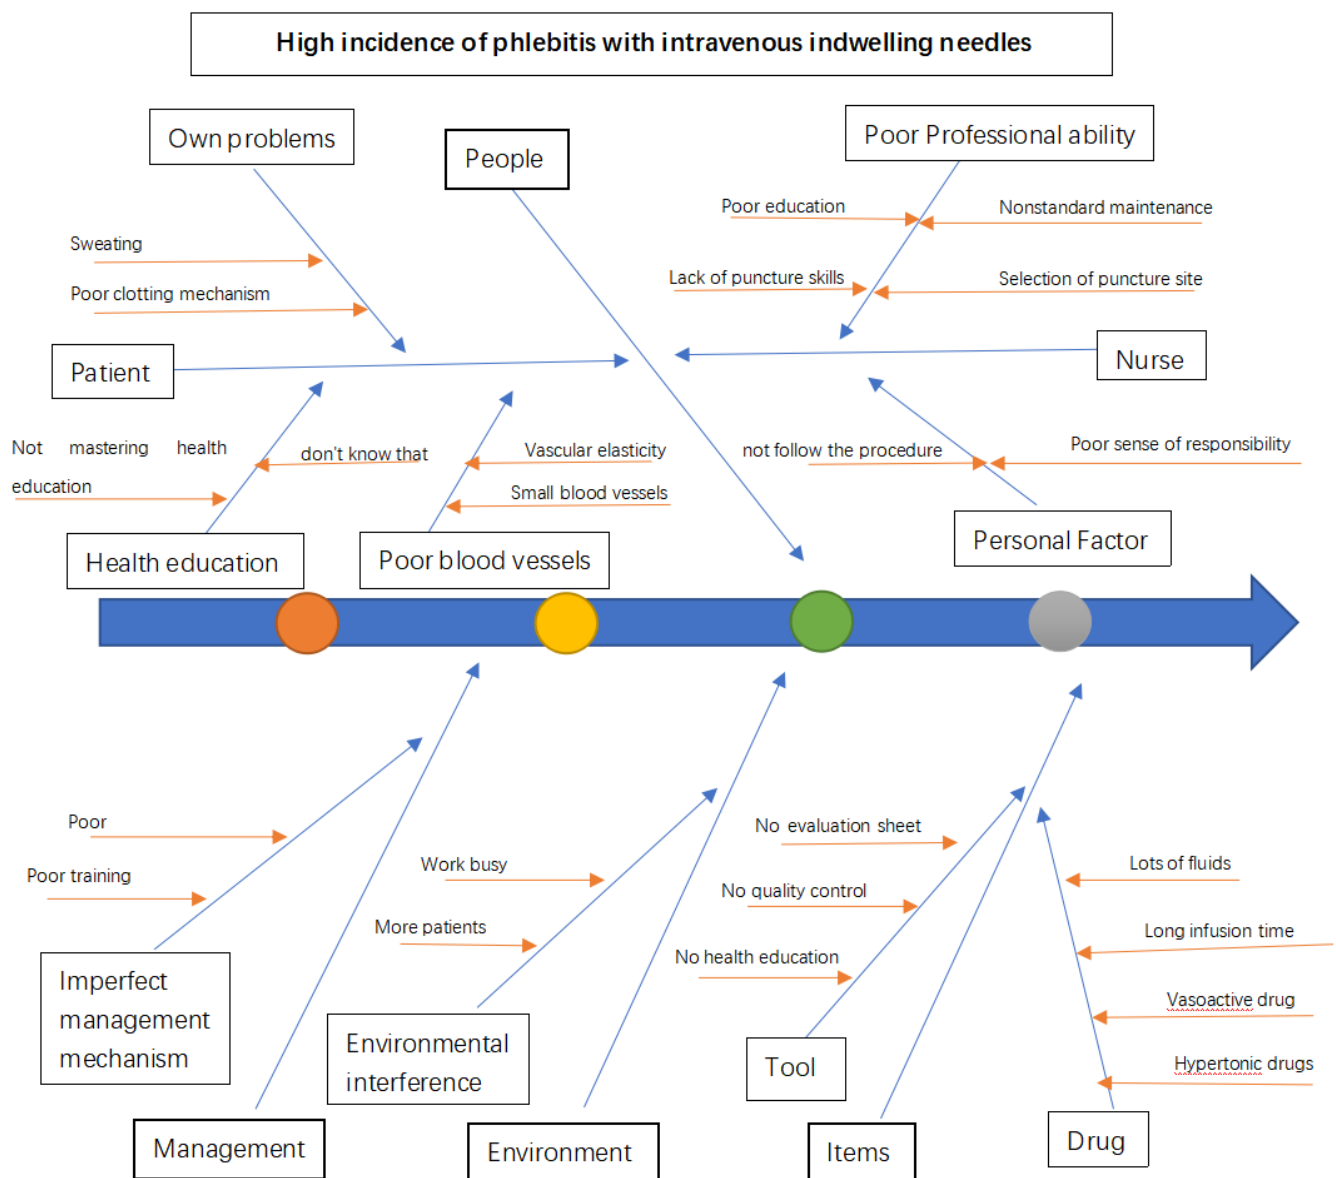 High incidence of phlebitis with intravenous indwelling needles
Own problems
People
Poor Professional ability
Poor education
Nonstandard maintenance
Sweating
Lack of puncture skills
Selection of puncture site
Poor clotting mechanism
Patient
Nurse
Not mastering health
education
don't know that
Vascular elasticity
Small blood vessels
not follow the procedure
Poor sense of responsibility
Health education
Poor blood vessels
Personal Factor
Poor
Poor training
Work busy
More patients
No evaluation sheet
No quality control
No health education
Lots of fluids
Long infusion time
Vasoactive drug
Hypertonic drugs
Imperfect
management
mechanism
Environmental
interference
Tool
Drug
Management
Environment
Items